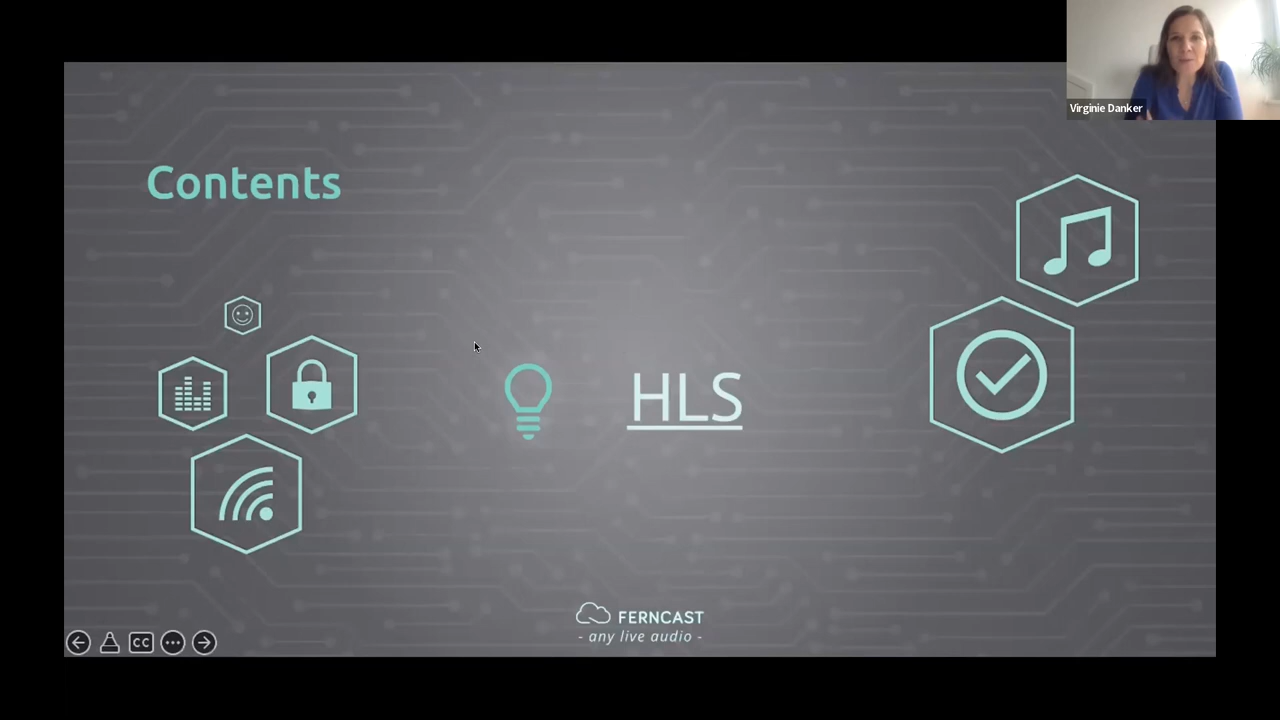 Virginie Danker
Contents
HLS
FERNCAST
- any live audio -
CC